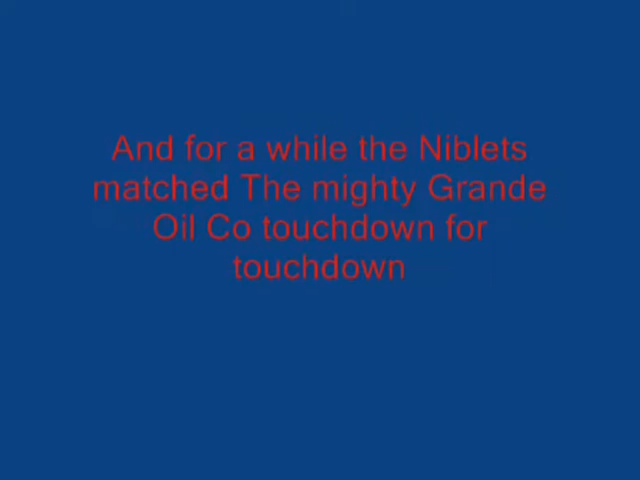 And for a while the Niblets
matched The mighty Grande
Oil Co touchdown for
touchdown